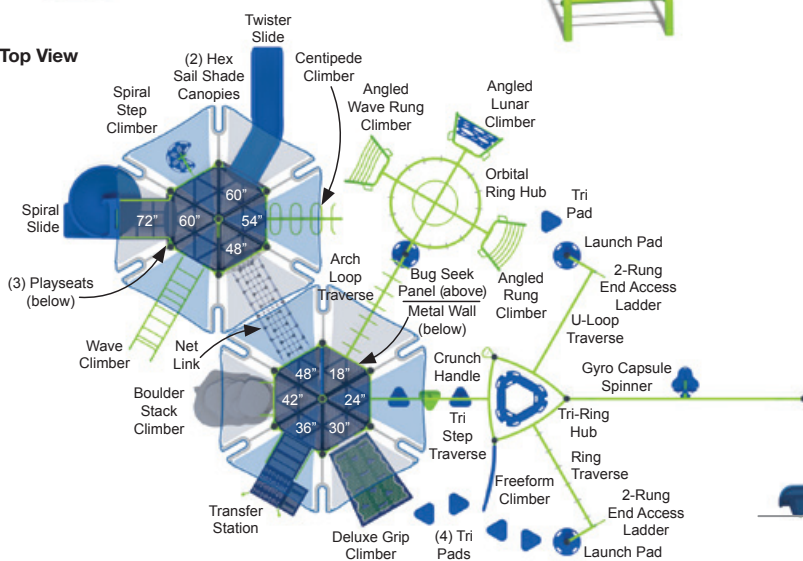 Top View
Twister
Slide
(2) Hex
Sail Shade
Canopies
Centipede
Climber
Spiral
Step
Climber
Angled
Wave Rung
Climber
Angled
Lunar
Climber
Orbital
Ring Hub
Tri
Pad
Spiral
Slide
72"
60"
60"
54"
48"
Launch Pad
2-Rung
End Access
Ladder
(3) Playseats
(below)
Arch
Loop
Traverse
Bug Seek
Panel (above)
Metal Wall
(below)
Angled
Rung
Climber
U-Loop
Traverse
Wave
Climber
Net
Link
Crunch
Handle
Gyro Capsule
Spinner
Boulder
Stack
Climber
48"
18"
42"
24"
36"
30"
Tri
Step
Traverse
Tri-Ring
Hub
Ring
Traverse
Freeform
Climber
2-Rung
End Access
Ladder
Transfer
Station
Deluxe Grip
Climber
(4) Tri
Pads
Launch Pad